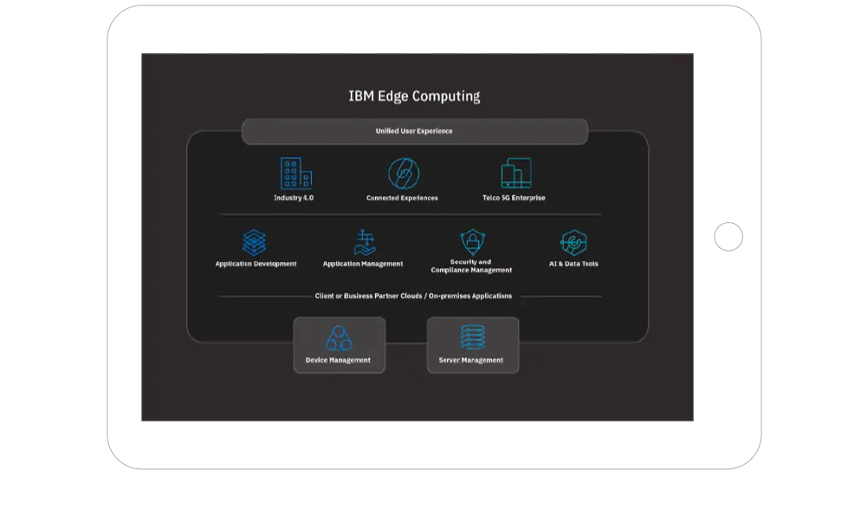 IBM Edge Computing
Unified User Experience
Industry 4.0
Connected Experiences
Telco 5G Enterprise
Application Development
Application Management
Security and
Compliance Management
AI & Data Tools
Client or Business Partner Clouds / On-premises Applications
Device Management
Server Management